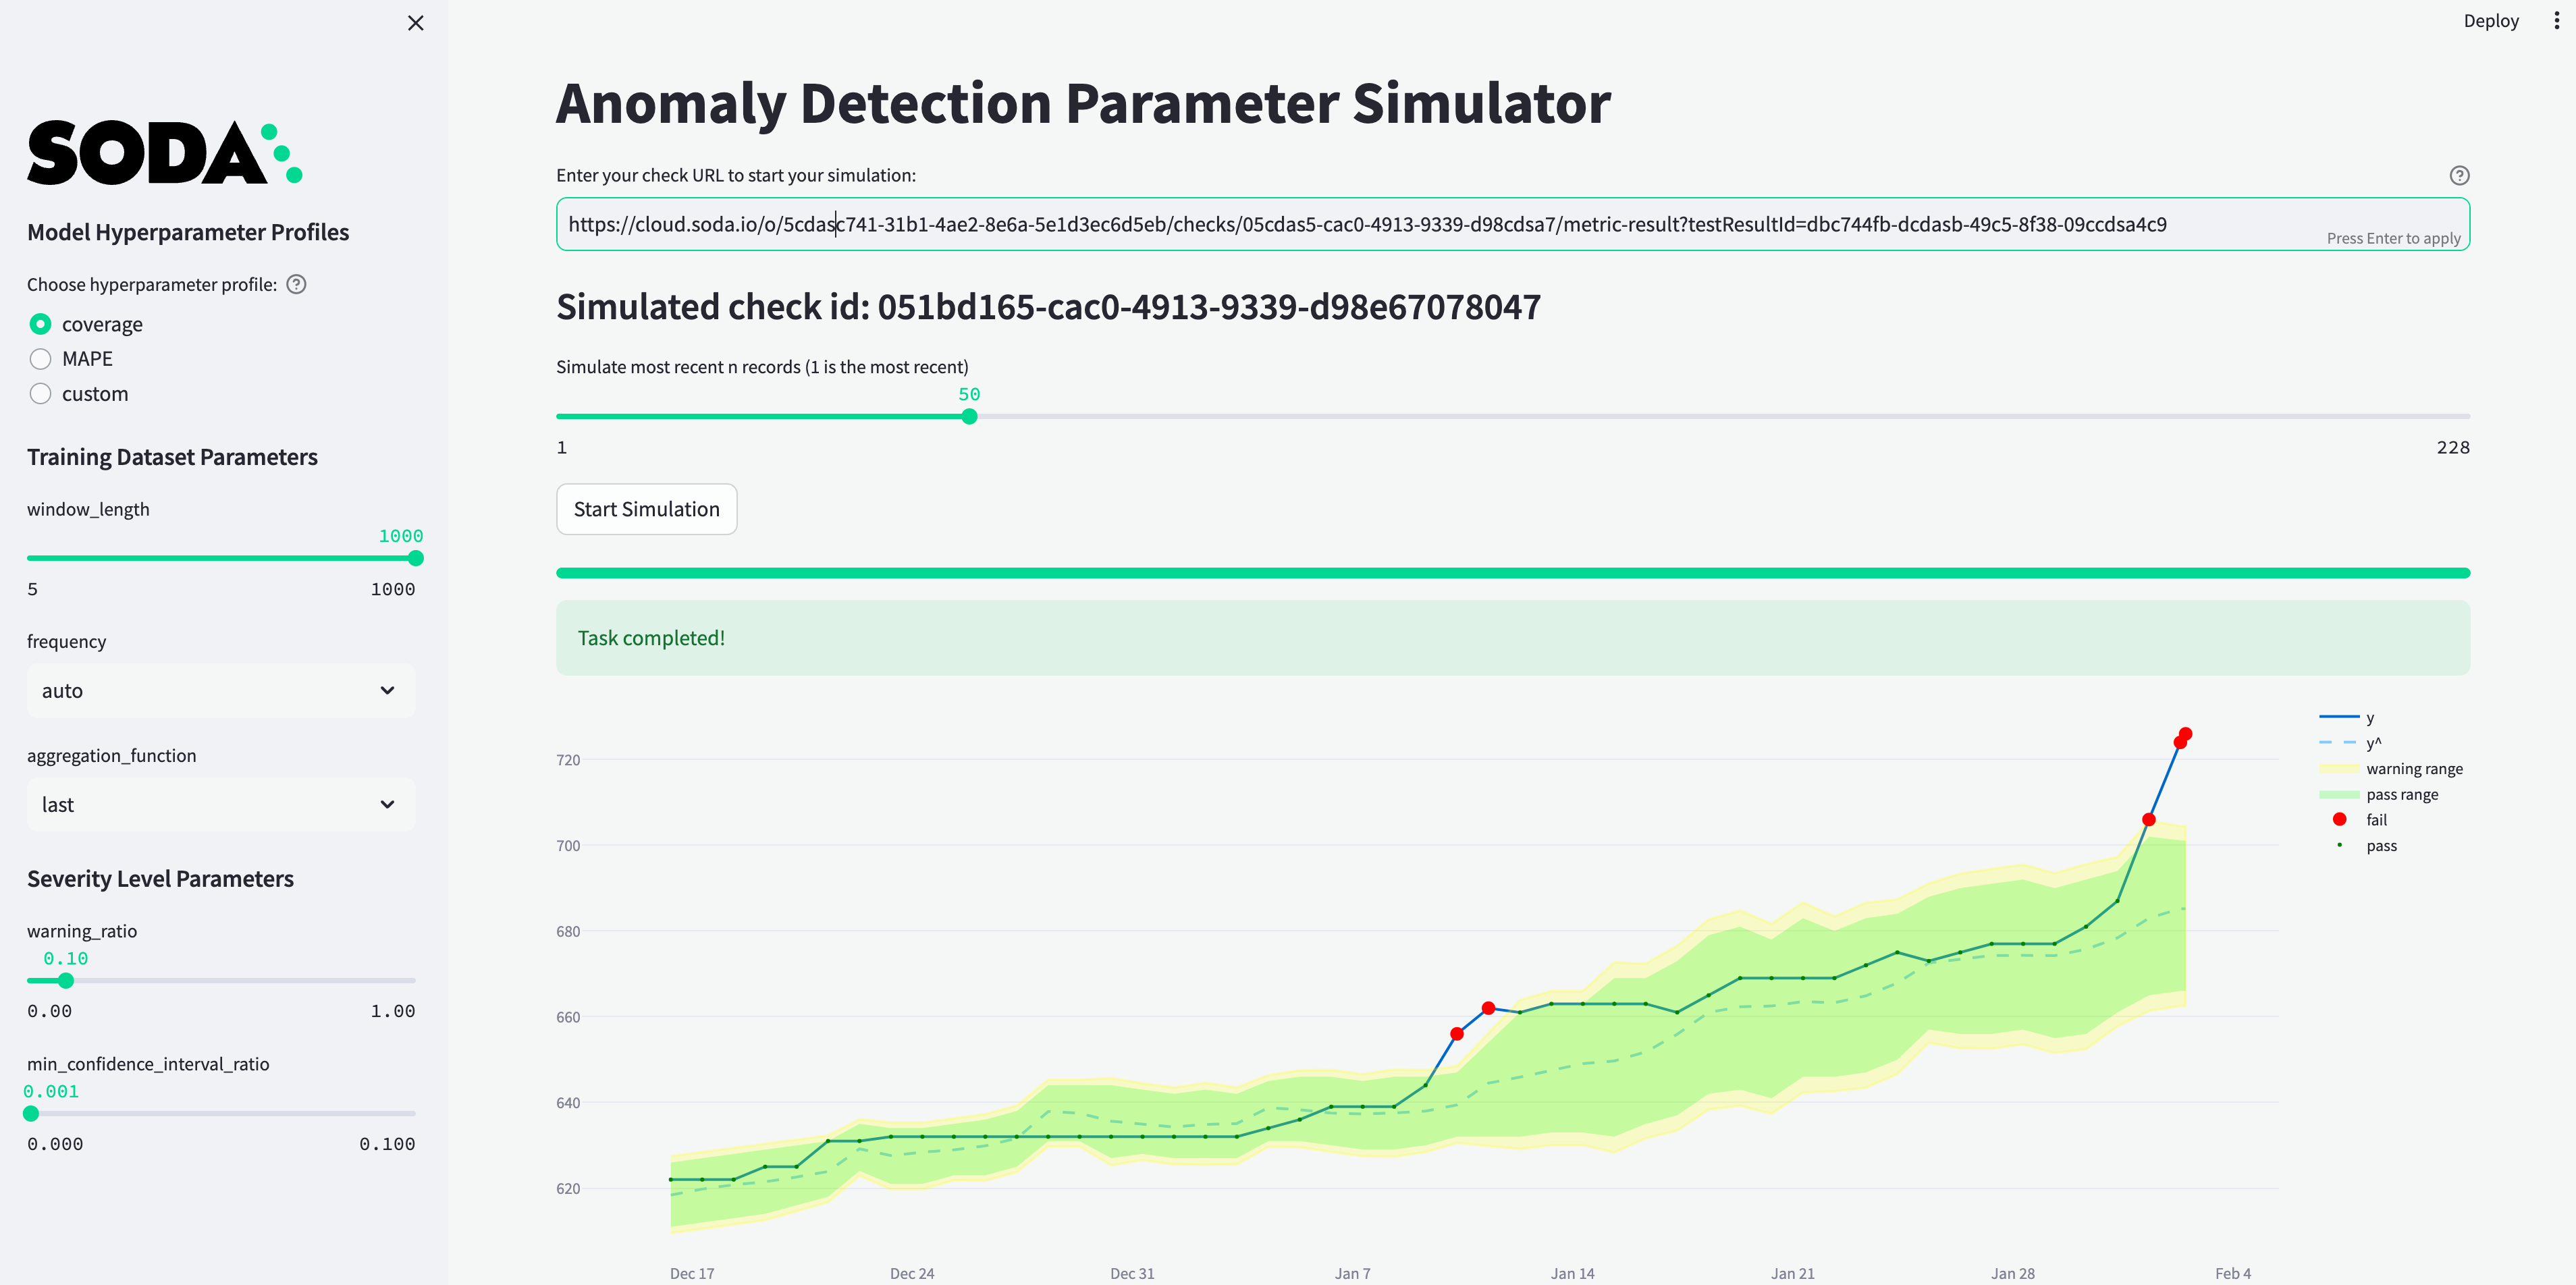 Deploy
SODA
Model Hyperparameter Profiles
Choose hyperparameter profile:
coverage
MAPE
custom
Training Dataset Parameters
window_length
1000
5 1000
frequency
auto
aggregation_function
last
Severity Level Parameters
warning_ratio
0.10
0.00 1.00
min_confidence_interval_ratio
0.001
0.000 0.100
Anomaly Detection Parameter Simulator
Enter your check URL to start your simulation:
https://cloud.soda.io/o/5cdasc741-31b1-4ae2-8e6a-5e1d3ec6d5eb/checks/05cdas5-cac0-4913-9339-d98cdsa7/metric-result?testResultId=dbc744fb-dcdasb-49c5-8f38-09ccdsa4c9
Press Enter to apply
Simulated check id: 051bd165-cac0-4913-9339-d98e67078047
Simulate most recent n records (1 is the most recent)
50
1 228
Start Simulation
Task completed!
720
700
680
660
640
620
Dec 17 Dec 24 Dec 31 Jan 7 Jan 14 Jan 21 Jan 28 Feb 4
y
y^
warning range
pass range
fail
pass